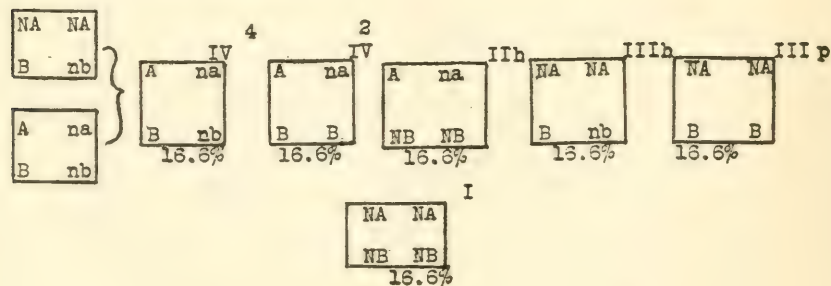 NA NA
B nb
A na
B nb
IV 4
A na
B nb
16.6%
IV 2
A na
B B
16.6%
IIb
A na
NB NB
16.6%
IIIb
NA NA
B nb
16.6%
III p
NA NA
B B
16.6%
I
NA NA
NB NB
16.6%